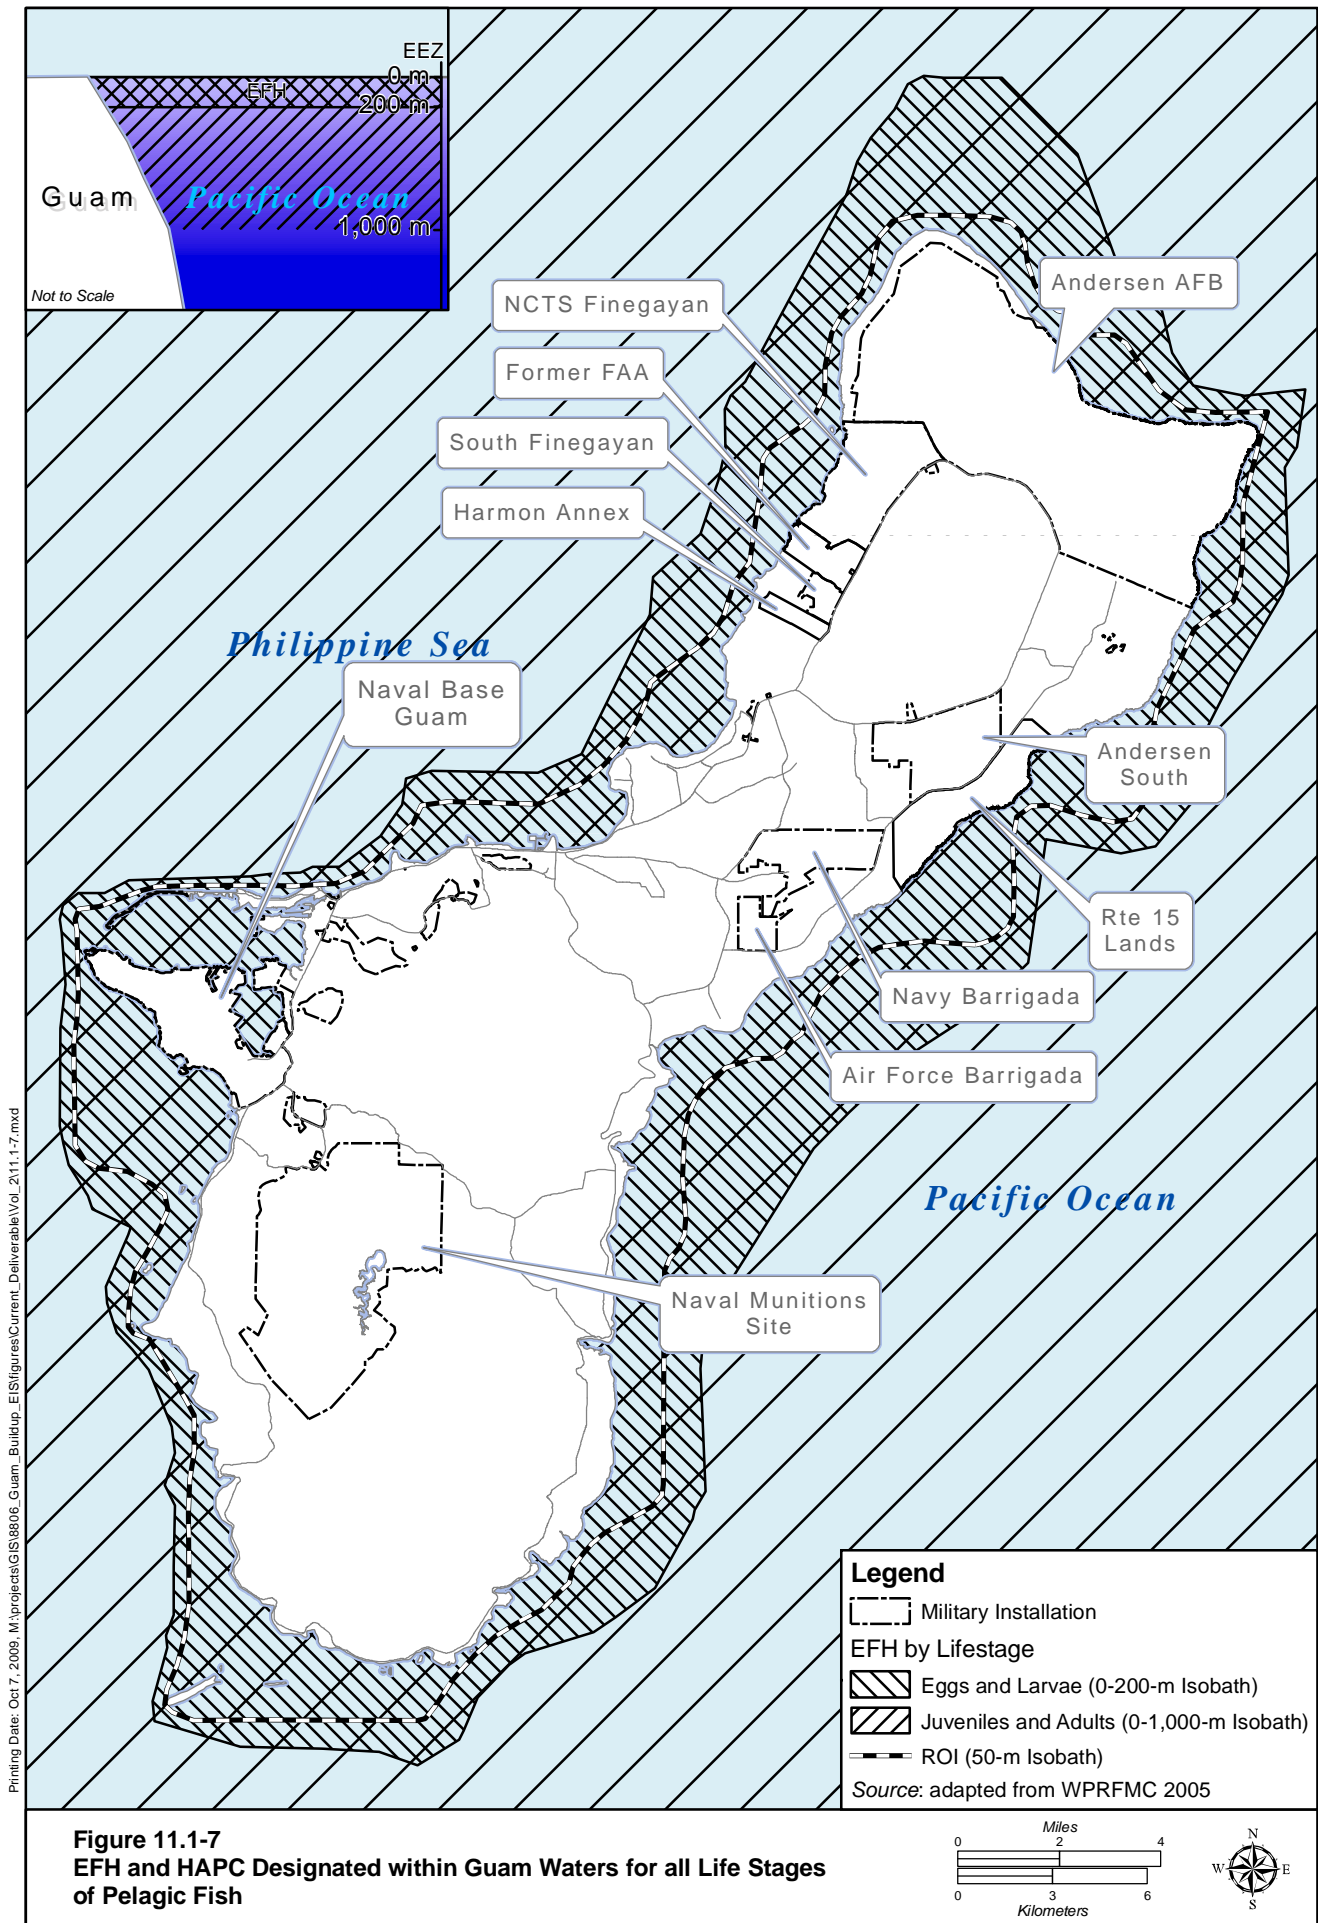 EEZ
0 m
EFH
200 m
Guam
Pacific Ocean
1,000 m
Not to Scale
Andersen AFB
NCTS Finegayan
Former FAA
South Finegayan
Harmon Annex
Philippine Sea
Naval Base
Guam
Andersen
South
Rte 15
Lands
Navy Barrigada
Air Force Barrigada
Pacific Ocean
Naval Munitions
Site
Legend
Military Installation
EFH by Lifestage
Eggs and Larvae (0-200-m Isobath)
Juveniles and Adults (0-1,000-m Isobath)
ROI (50-m Isobath)
Source: adapted from WPRFMC 2005
Printing Date: Oct 7, 2009, M:\projects\GIS\8806_Guam_Buildup_EIS\figures\Current_Deliverable\Vol_2\11.1-7.mxd
Figure 11.1-7
EFH and HAPC Designated within Guam Waters for all Life Stages
of Pelagic Fish
Miles
0 2 4
0 3 6
Kilometers
N
W E
S